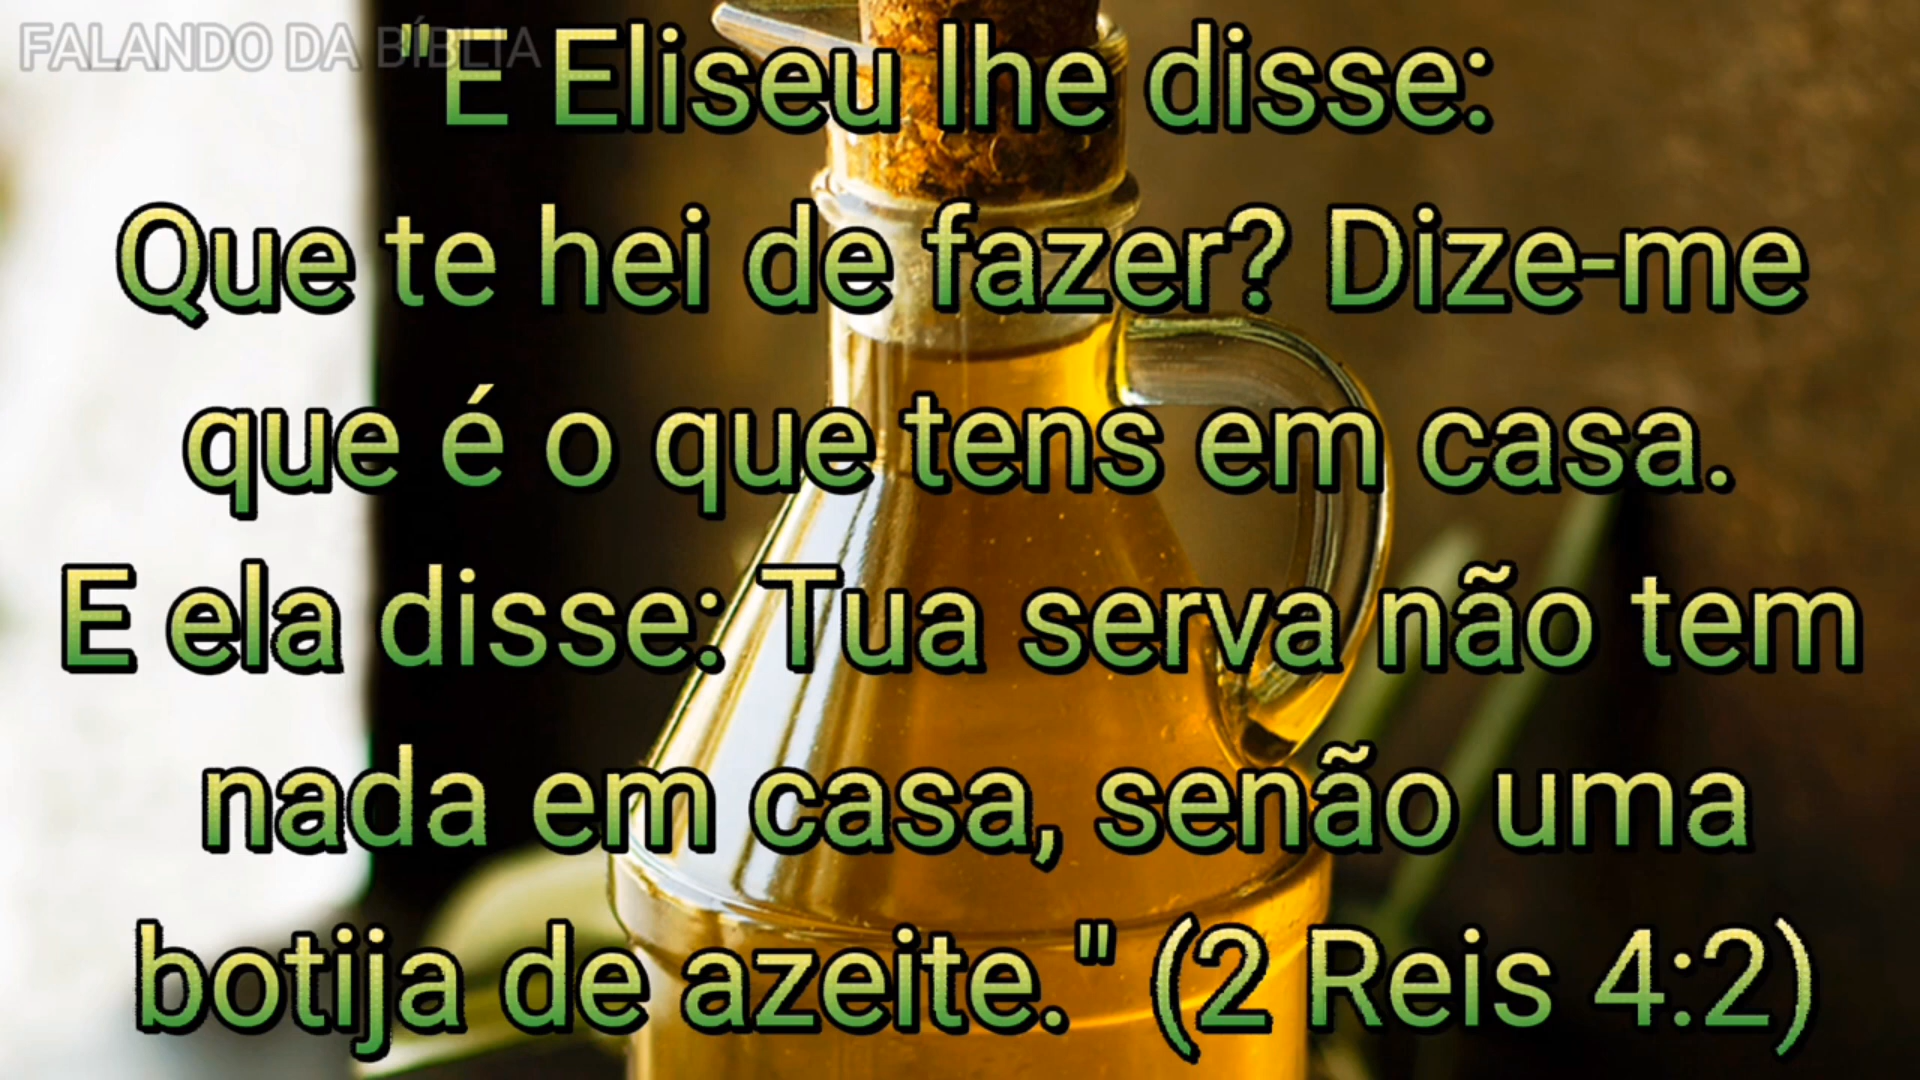 FALANDO DA BÍBLIA
"E Eliseu lhe disse:
Que te hei de fazer? Dize-me
que é o que tens em casa.
E ela disse: Tua serva não tem
nada em casa, senão uma
botija de azeite." (2 Reis 4:2)